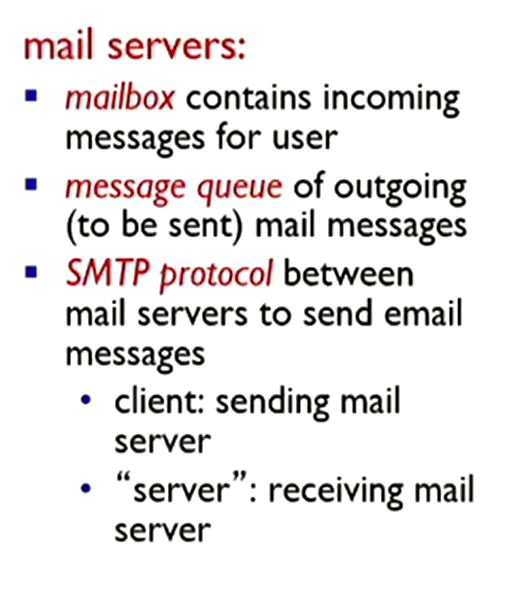 mail servers:
▪ mailbox contains incoming
messages for user
▪ message queue of outgoing
(to be sent) mail messages
▪ SMTP protocol between
mail servers to send email
messages
• client: sending mail
server
• “server”: receiving mail
server